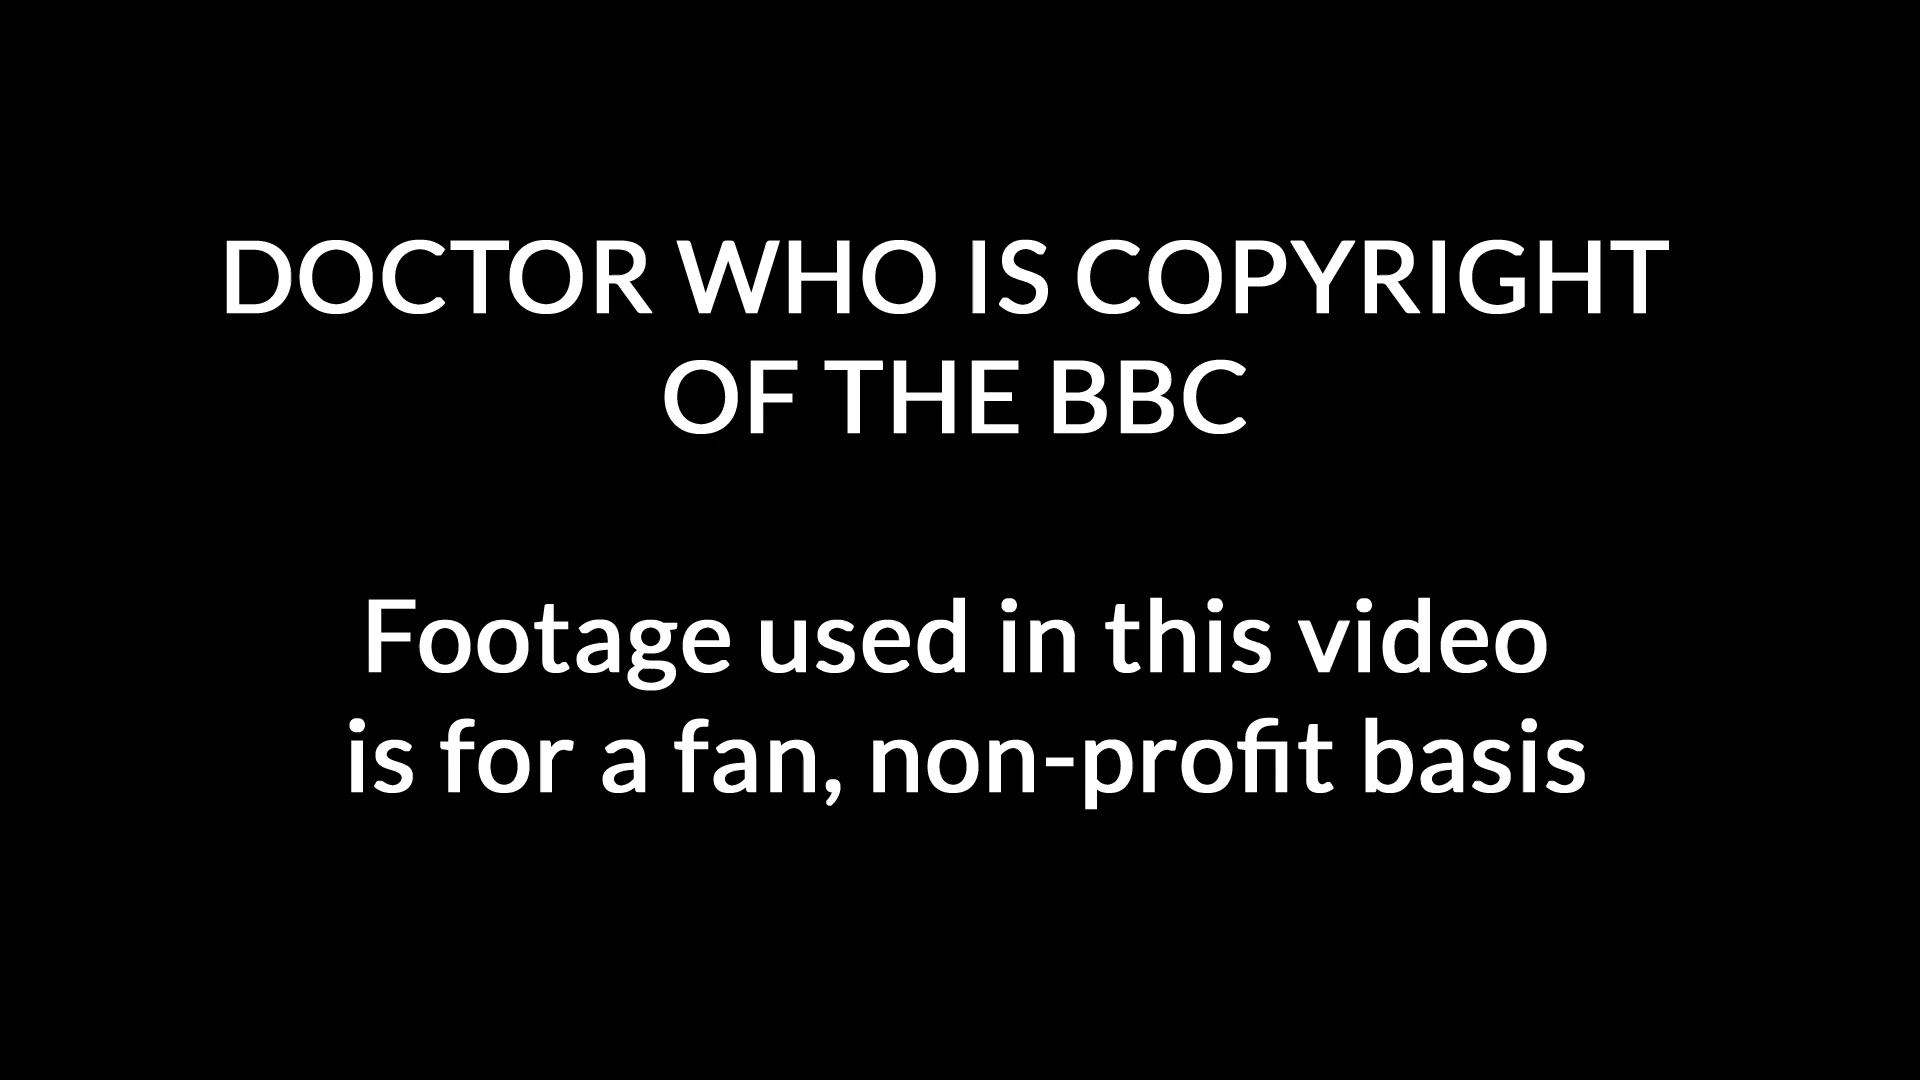 DOCTOR WHO IS COPYRIGHT
OF THE BBC
Footage used in this video
is for a fan, non-profit basis